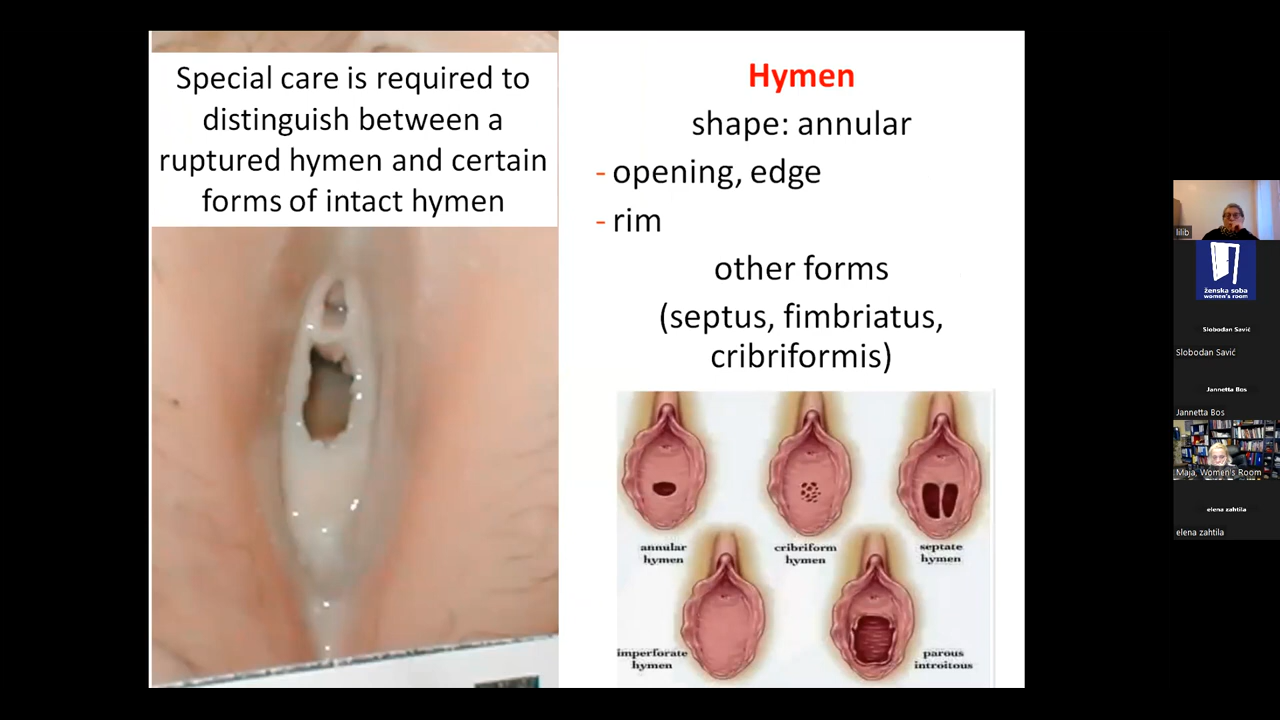 Special care is required to
distinguish between a
ruptured hymen and certain
forms of intact hymen
Hymen
shape: annular
- opening, edge
- rim
other forms
(septus, fimbriatus,
cribriformis)
annular
hymen
cribriform
hymen
septate
hymen
imperforate
hymen
parous
introitous
lilib
ženska soba
women's room
Slobodan Savić
Slobodan Savić
Jannetta Bos
Jannetta Bos
Maja, Women's Room
elena zahtila
elena zahtila